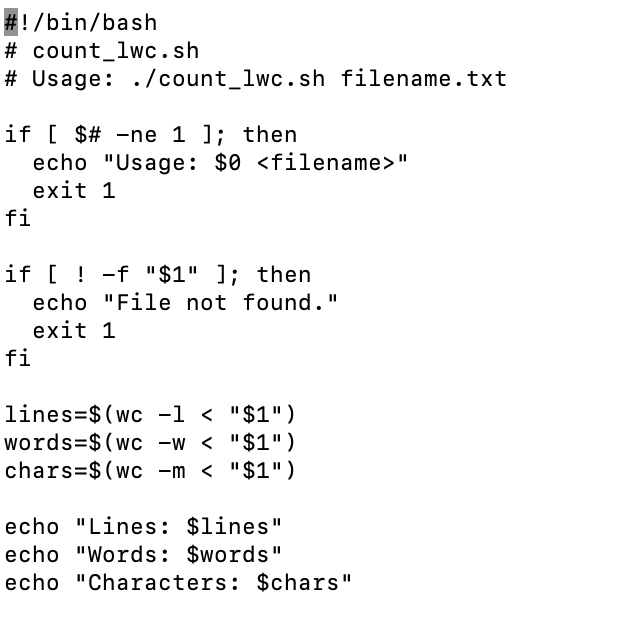 #!/bin/bash
# count_lwc.sh
# Usage: ./count_lwc.sh filename.txt

if [ $# -ne 1 ]; then
  echo "Usage: $0 <filename>"
  exit 1
fi

if [ ! -f "$1" ]; then
  echo "File not found."
  exit 1
fi

lines=$(wc -l < "$1")
words=$(wc -w < "$1")
chars=$(wc -m < "$1")

echo "Lines: $lines"
echo "Words: $words"
echo "Characters: $chars"